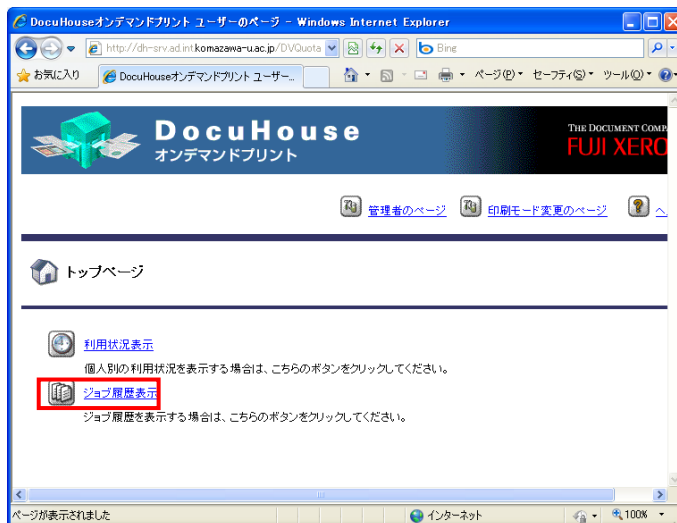 DocuHouseオンデマンドプリント ユーザーのページ - Windows Internet Explorer
http://dh-srv.ad.int.komazawa-u.ac.jp/DVQuota
Bing
お気に入り
DocuHouseオンデマンドプリント ユーザー...
ページ(P)
セーフティ(S)
ツール(O)
DocuHouse
オンデマンドプリント
THE DOCUMENT COMP
FUJI XERO
管理者のページ
印刷モード変更のページ
ヘ
トップページ
利用状況表示
個人別の利用状況を表示する場合は、こちらのボタンをクリックしてください。
ジョブ履歴表示
ジョブ履歴を表示する場合は、こちらのボタンをクリックしてください。
ページが表示されました
インターネット
100%